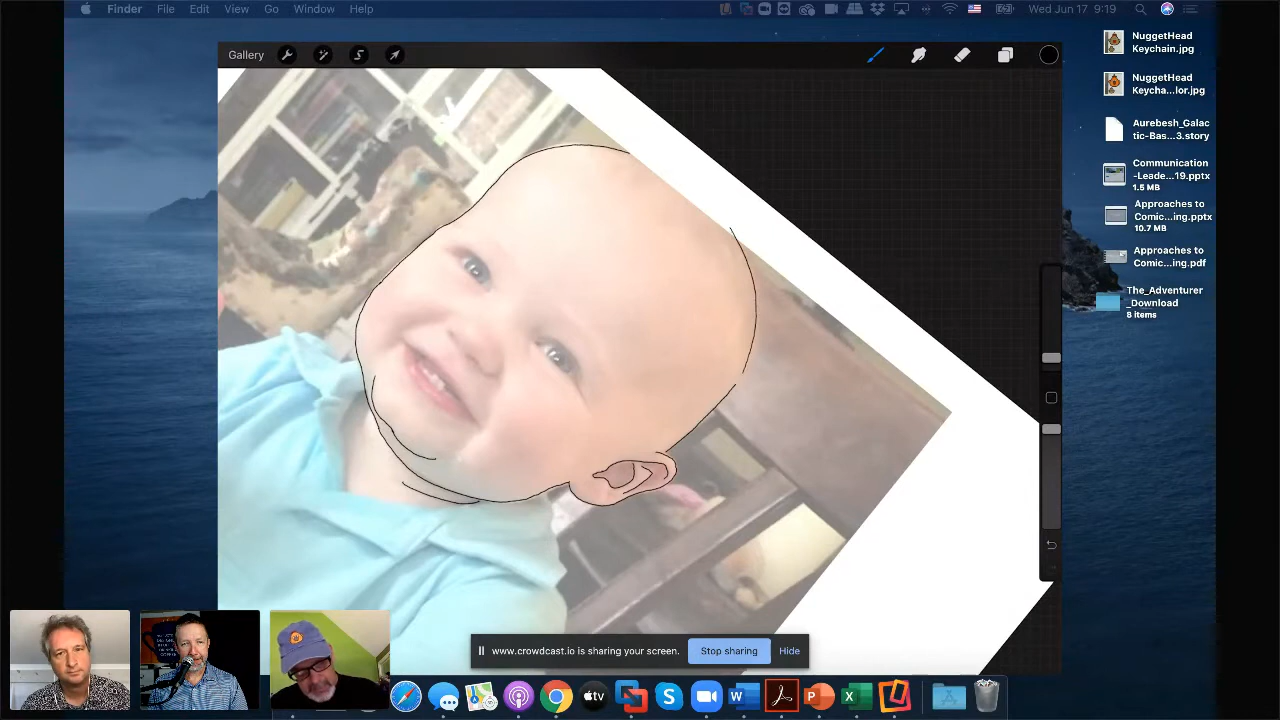 Finder File Edit View Go Window Help
Wed Jun 17 9:19
Gallery
NuggetHead
Keychain.jpg
NuggetHead
Keycha...lor.jpg
Aurebesh_Galac
tic-Bas...3.story
Communication
-Leade...19.pptx
1.5 MB
Approaches to
Comic...ing.pptx
10.7 MB
Approaches to
Comic...ing.pdf
The_Adventurer
_Download
8 items
www.crowdcast.io is sharing your screen.
Stop sharing
Hide
tv